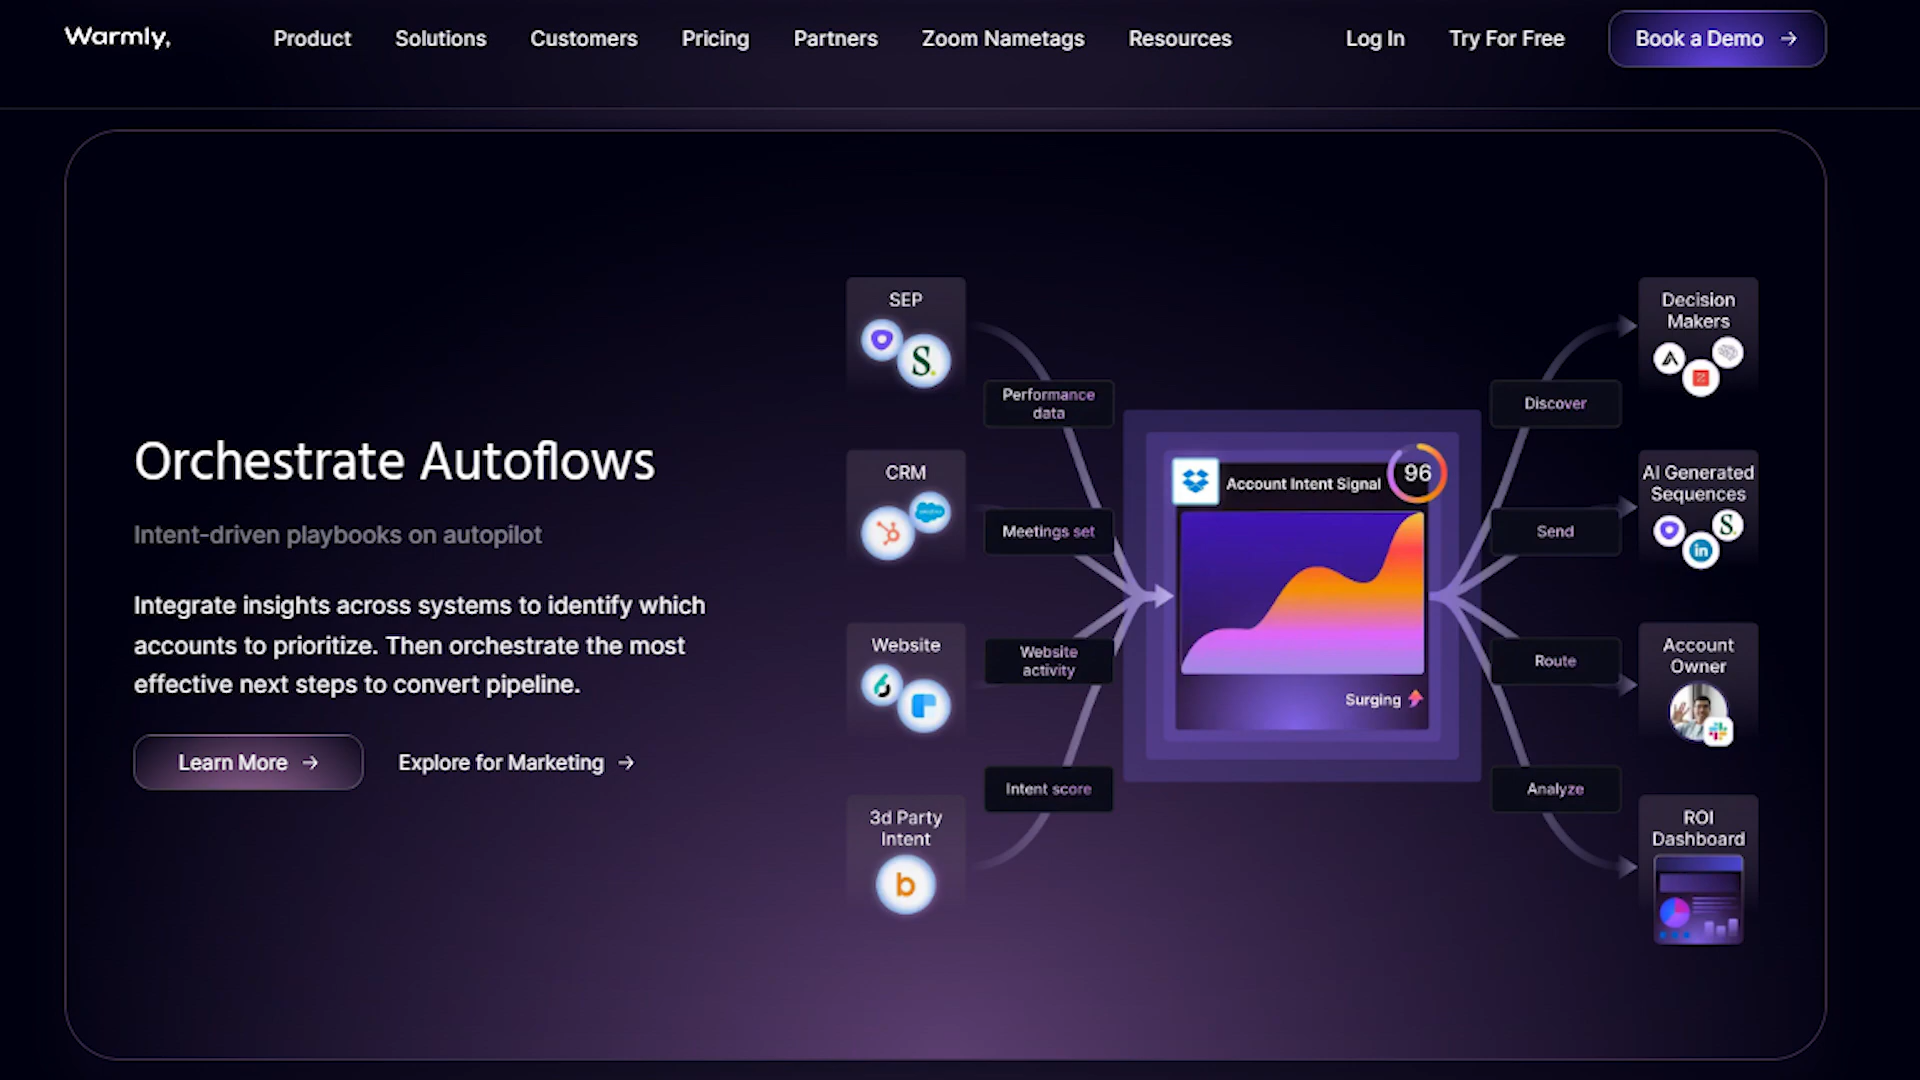 Warmly,
Product
Solutions
Customers
Pricing
Partners
Zoom Nametags
Resources
Log In
Try For Free
Book a Demo →
Orchestrate Autoflows
Intent-driven playbooks on autopilot
Integrate insights across systems to identify which
accounts to prioritize. Then orchestrate the most
effective next steps to convert pipeline.
Learn More →
Explore for Marketing →
SEP
S.
CRM
Website
3d Party
Intent
b
Performance
data
Meetings set
Website
activity
Intent score
Account Intent Signal
96
Surging
Discover
Send
Route
Analyze
Decision
Makers
AI Generated
Sequences
S.
in
Account
Owner
ROI
Dashboard